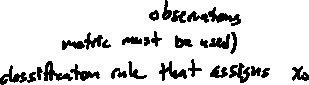 observations
metric must be used)
classification rule that assigns x₀